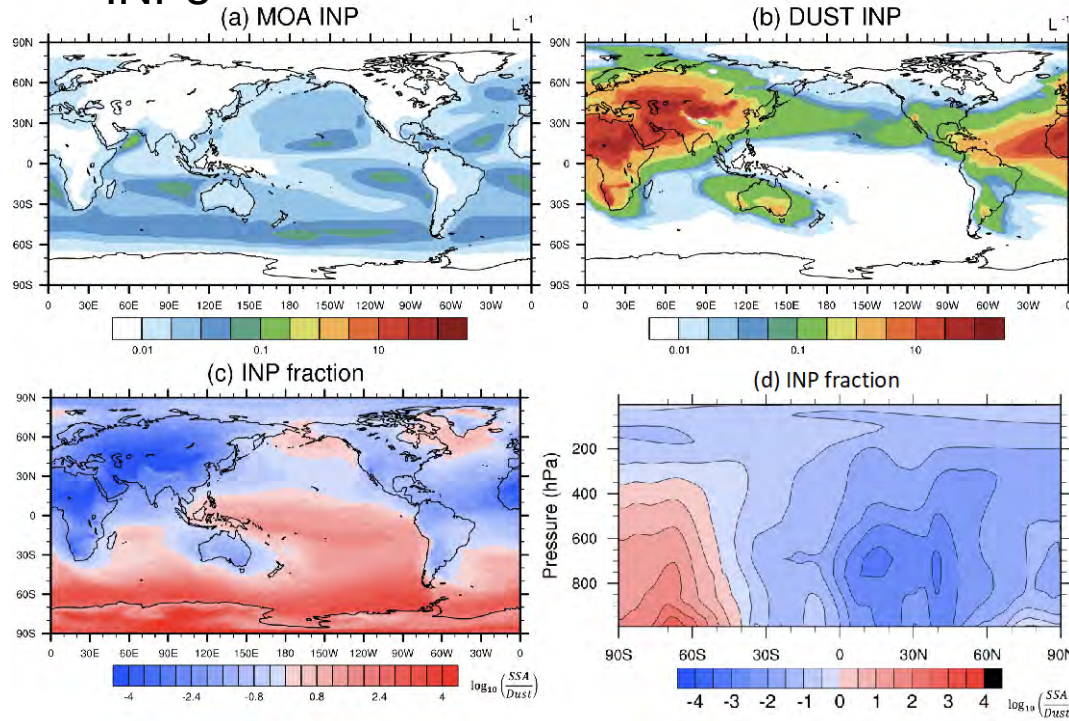 (a) MOA INP
L⁻¹
90N
60N
30N
0
30S
60S
90S
0 30E 60E 90E 120E 150E 180 150W 120W 90W 60W 30W 0
0.01 0.1 1 10
(b) DUST INP
L⁻¹
90N
60N
30N
0
30S
60S
90S
0 30E 60E 90E 120E 150E 180 150W 120W 90W 60W 30W 0
0.01 0.1 1 10
(c) INP fraction
90N
60N
30N
0
30S
60S
90S
0 30E 60E 90E 120E 150E 180 150W 120W 90W 60W 30W 0
-4 -2.4 -0.8 0.8 2.4 4
log₁₀(SSA/Dust)
(d) INP fraction
Pressure (hPa)
200
400
600
800
90S 60S 30S 0 30N 60N 90N
-4 -3 -2 -1 0 1 2 3 4
log₁₀(SSA/Dust)